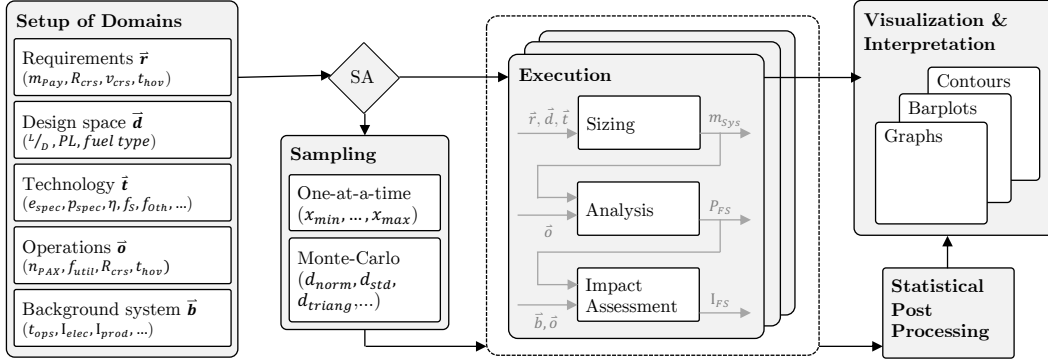 Setup of Domains
Requirements r⃗
(m_Pay, R_crs, v_crs, t_hov)
Design space d⃗
(L/D, PL, fuel type)
Technology t⃗
(e_spec, p_spec, η, f_S, f_Oth, ...)
Operations o⃗
(n_PAX, f_util, R_crs, t_hov)
Background system b⃗
(t_ops, I_elec, I_prod, ...)
SA
Sampling
One-at-a-time
(x_min, ..., x_max)
Monte-Carlo
(d_norm, d_std,
d_triang,...)
Execution
r⃗, d⃗, t⃗
Sizing
m_Sys
Analysis
o⃗
P_FS
Impact
Assessment
b⃗, o⃗
I_FS
Visualization &
Interpretation
Contours
Barplots
Graphs
Statistical
Post
Processing